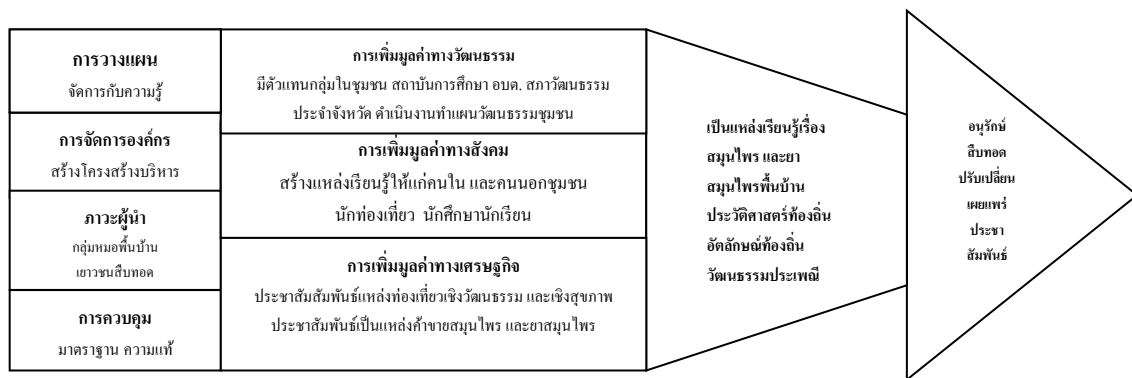 การวางแผน
จัดการกับความรู้
การจัดการองค์กร
สร้างโครงสร้างบริหาร
ภาวะผู้นำ
กลุ่มหมอพื้นบ้าน
เยาวชนสืบทอด
การควบคุม
มาตราฐาน ความแท้
การเพิ่มมูลค่าทางวัฒนธรรม
มีตัวแทนกลุ่มในชุมชน สถาบันการศึกษา อบต. สภาวัฒนธรรม
ประจำจังหวัด ดำเนินงานทำแผนวัฒนธรรมชุมชน
การเพิ่มมูลค่าทางสังคม
สร้างแหล่งเรียนรู้ให้แก่คนใน และคนนอกชุมชน
นักท่องเที่ยว นักศึกษานักเรียน
การเพิ่มมูลค่าทางเศรษฐกิจ
ประชาสัมสัมพันธ์แหล่งท่องเที่ยวเชิงวัฒนธรรม และเชิงสุขภาพ
ประชาสัมพันธ์เป็นแหล่งค้าขายสมุนไพร และยาสมุนไพร
เป็นแหล่งเรียนรู้เรื่อง
สมุนไพร และยา
สมุนไพรพื้นบ้าน
ประวัติศาสตร์ท้องถิ่น
อัตลักษณ์ท้องถิ่น
วัฒนธรรมประเพณี
อนุรักษ์
สืบทอด
ปรับเปลี่ยน
เผยแพร่
ประชา
สัมพันธ์